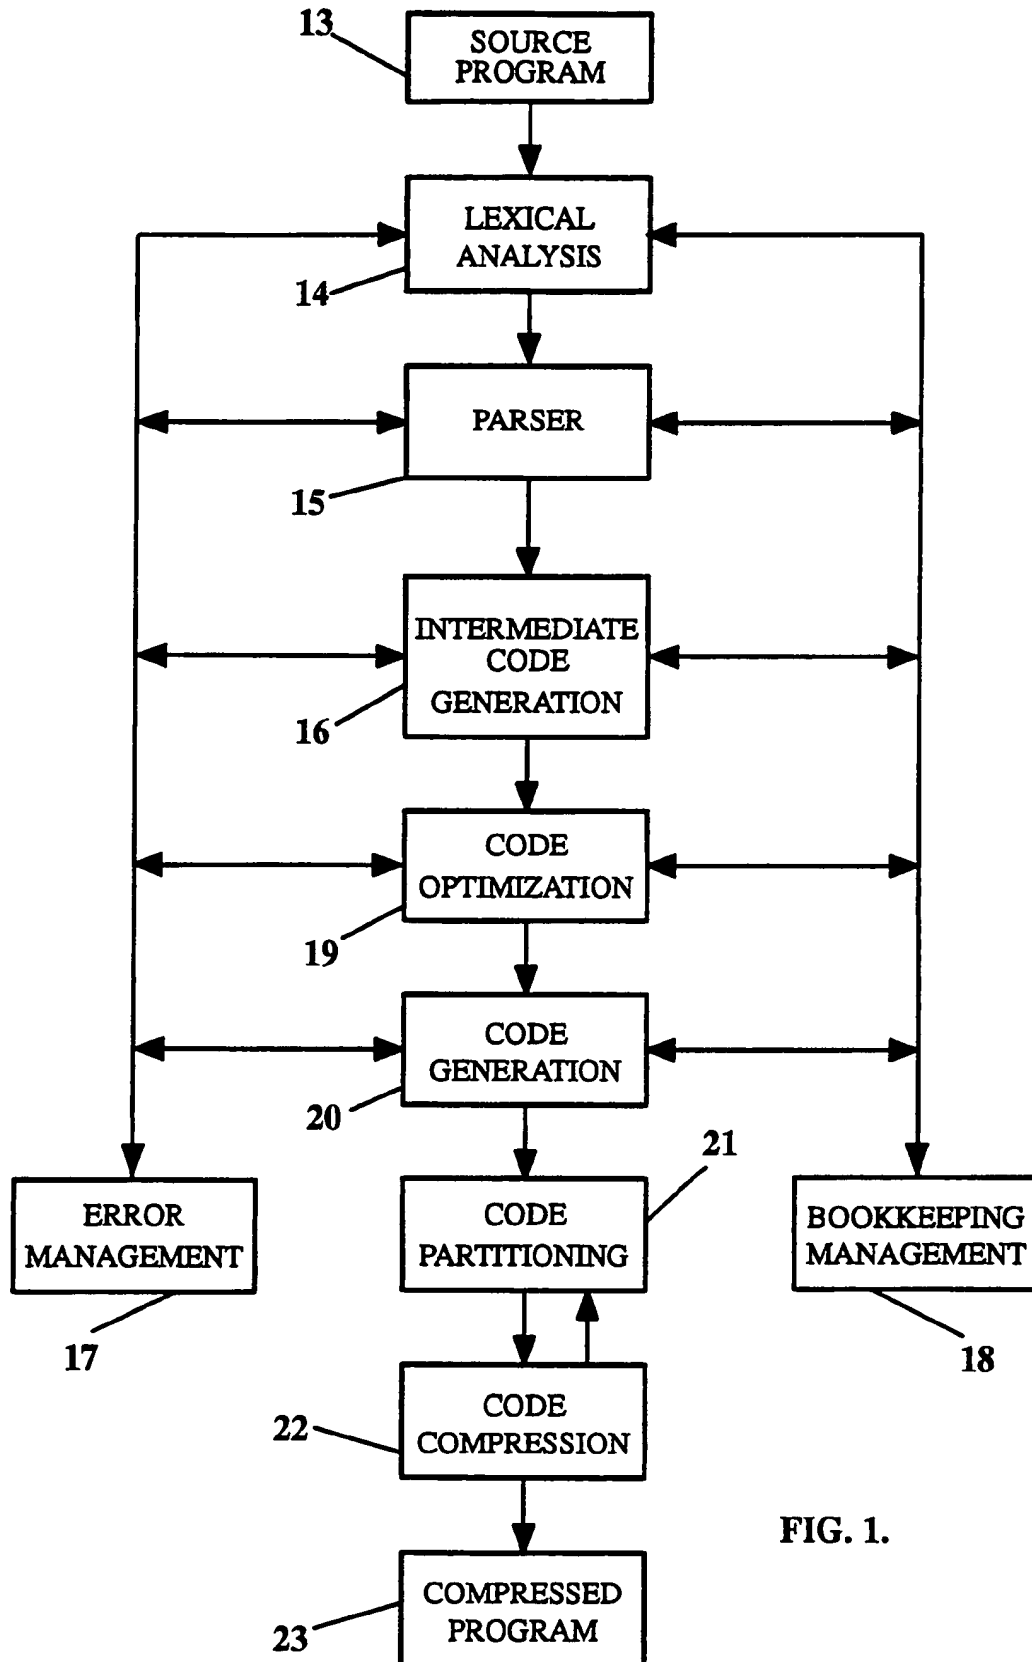 13
SOURCE
PROGRAM
LEXICAL
ANALYSIS
14
PARSER
15
INTERMEDIATE
CODE
GENERATION
16
CODE
OPTIMIZATION
19
CODE
GENERATION
20
21
ERROR
MANAGEMENT
17
CODE
PARTITIONING
BOOKKEEPING
MANAGEMENT
18
CODE
COMPRESSION
22
FIG. 1.
COMPRESSED
PROGRAM
23